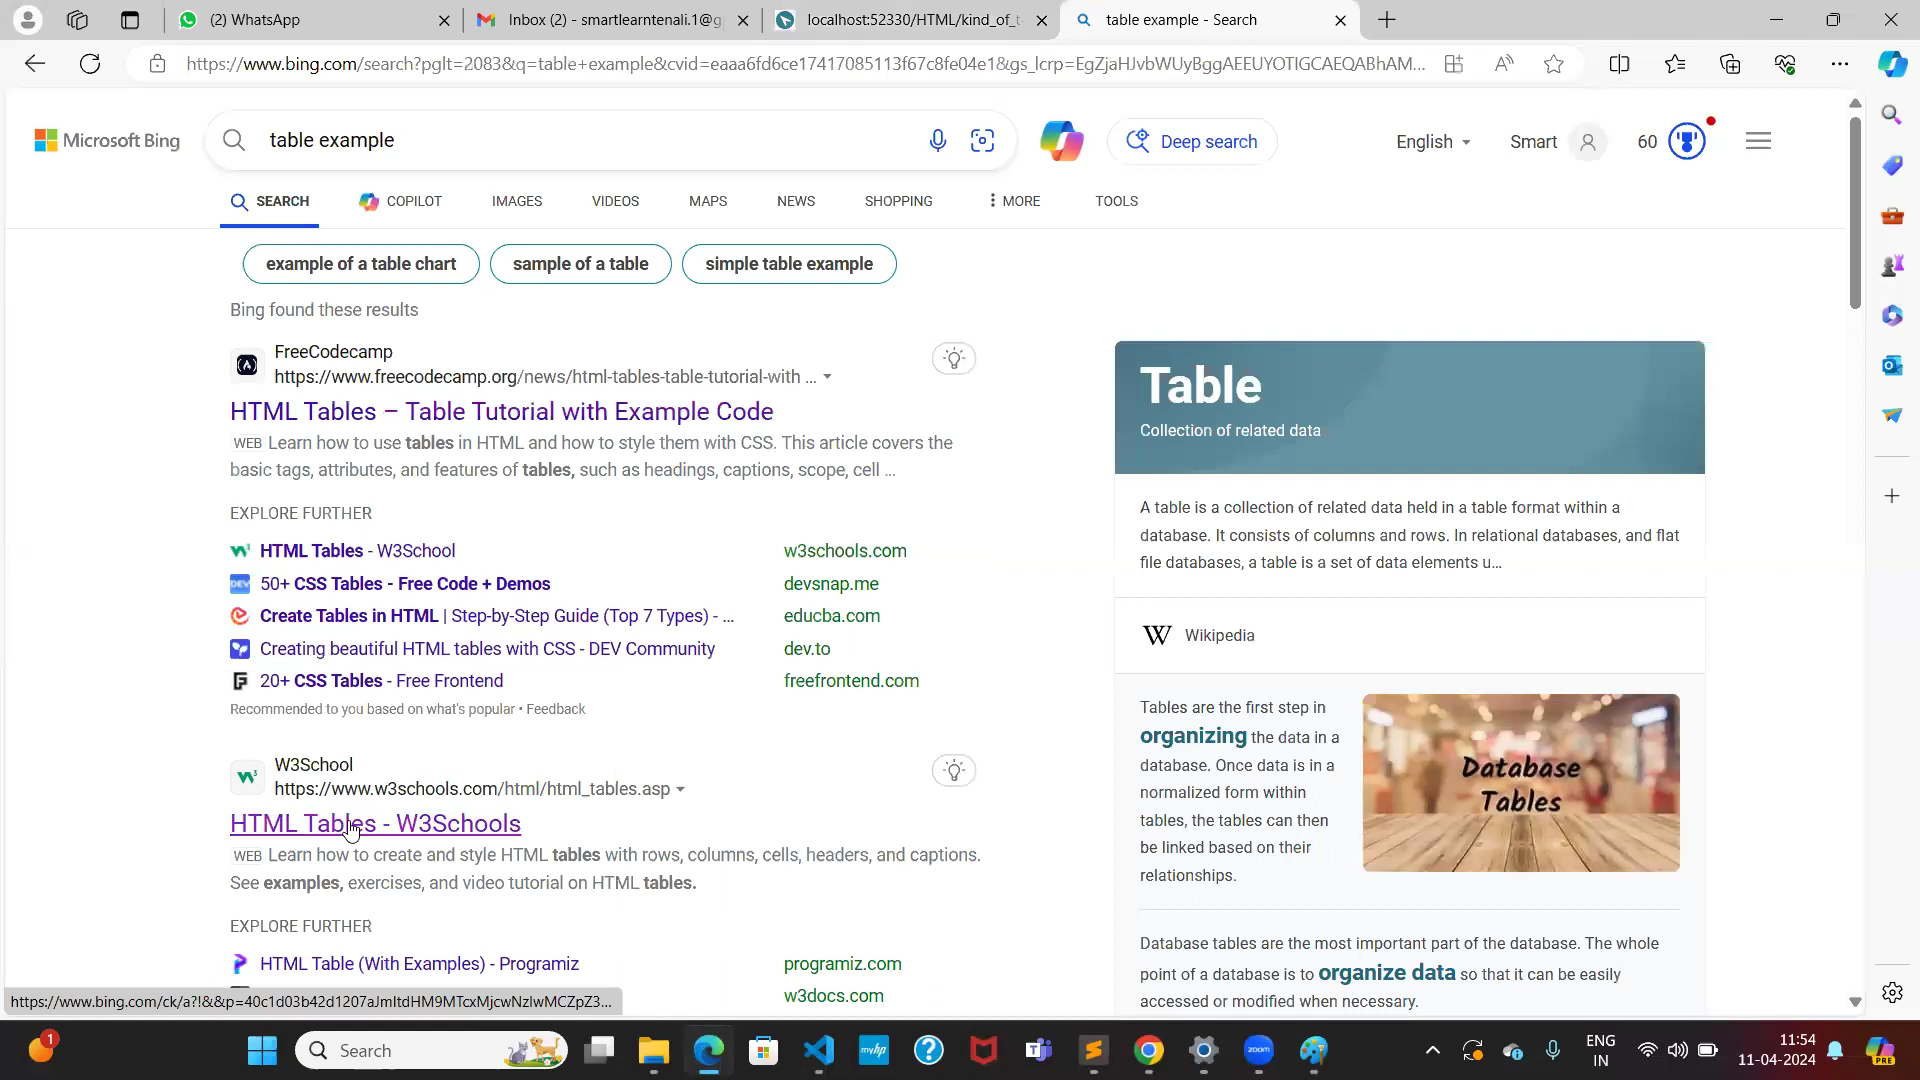 (2) WhatsApp
Inbox (2) - smartlearntenali.1@g
localhost:52330/HTML/kind_of_t
table example - Search
https://www.bing.com/search?pglt=2083&q=table+example&cvid=eaaa6fd6ce17417085113f67c8fe04e1&gs_lcrp=EgZjaHJvbWUyBggAEEUYOTIGCAEQABhAM...
Microsoft Bing
table example
Deep search
English
Smart
60
SEARCH
COPILOT
IMAGES
VIDEOS
MAPS
NEWS
SHOPPING
MORE
TOOLS
example of a table chart
sample of a table
simple table example
Bing found these results
FreeCodecamp
https://www.freecodecamp.org/news/html-tables-table-tutorial-with ...
HTML Tables – Table Tutorial with Example Code
WEB Learn how to use tables in HTML and how to style them with CSS. This article covers the
basic tags, attributes, and features of tables, such as headings, captions, scope, cell ...
EXPLORE FURTHER
HTML Tables - W3School w3schools.com
50+ CSS Tables - Free Code + Demos devsnap.me
Create Tables in HTML | Step-by-Step Guide (Top 7 Types) - ... educba.com
Creating beautiful HTML tables with CSS - DEV Community dev.to
20+ CSS Tables - Free Frontend freefrontend.com
Recommended to you based on what's popular • Feedback
W3School
https://www.w3schools.com/html/html_tables.asp
HTML Tables - W3Schools
WEB Learn how to create and style HTML tables with rows, columns, cells, headers, and captions.
See examples, exercises, and video tutorial on HTML tables.
EXPLORE FURTHER
HTML Table (With Examples) - Programiz programiz.com
w3docs.com
https://www.bing.com/ck/a?!&&p=40c1d03b42d1207aJmltdHM9MTcxMjcwNzIwMCZpZ3...
Table
Collection of related data
A table is a collection of related data held in a table format within a
database. It consists of columns and rows. In relational databases, and flat
file databases, a table is a set of data elements u...
W Wikipedia
Tables are the first step in
organizing the data in a
database. Once data is in a
normalized form within
tables, the tables can then
be linked based on their
relationships.
Database
Tables
Database tables are the most important part of the database. The whole
point of a database is to organize data so that it can be easily
accessed or modified when necessary.
1
Search
myhp
zoom
ENG
IN
11:54
11-04-2024
PRE